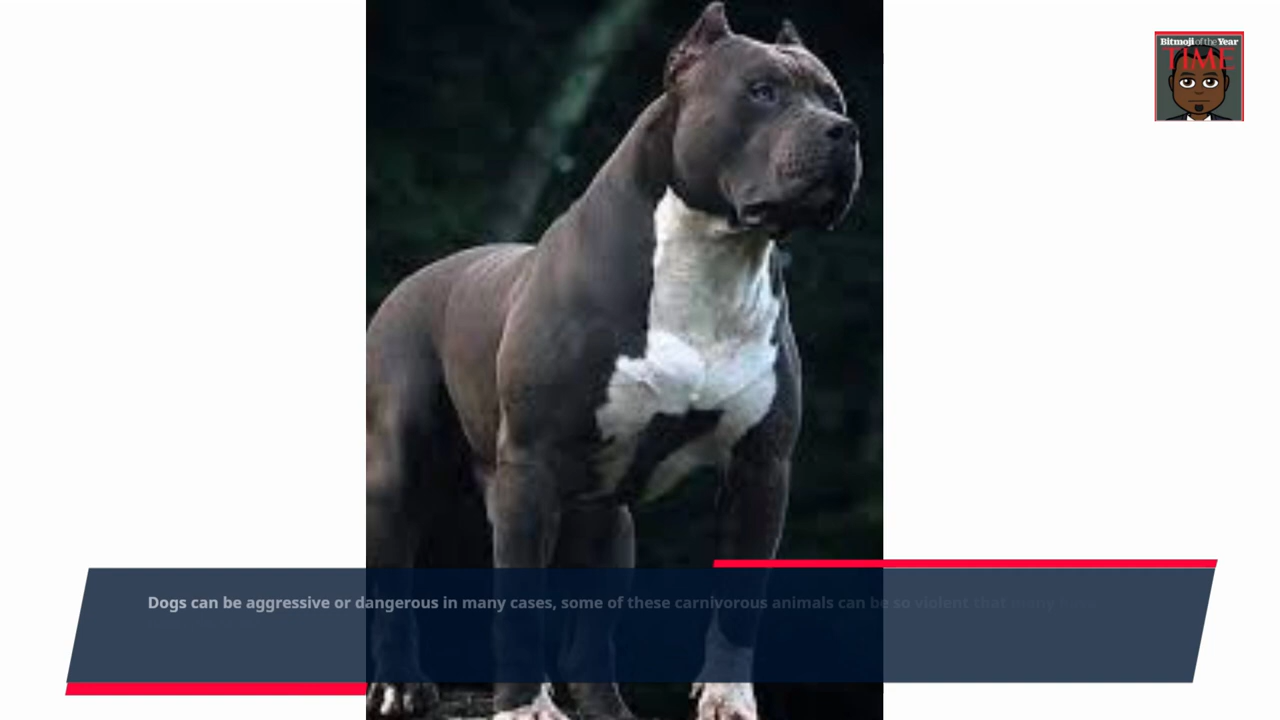 Bitmoji of the Year
TIME
Dogs can be aggressive or dangerous in many cases, some of these carnivorous animals can be so violent that many